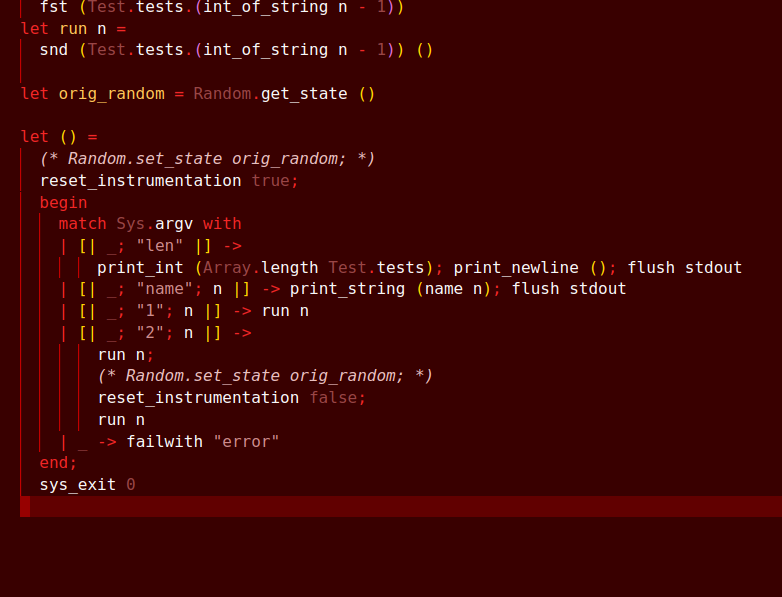 fst (Test.tests.(int_of_string n - 1))
let run n =
  snd (Test.tests.(int_of_string n - 1)) ()

let orig_random = Random.get_state ()

let () =
  (* Random.set_state orig_random; *)
  reset_instrumentation true;
  begin
    match Sys.argv with
    | [| _; "len" |] ->
        print_int (Array.length Test.tests); print_newline (); flush stdout
    | [| _; "name"; n |] -> print_string (name n); flush stdout
    | [| _; "1"; n |] -> run n
    | [| _; "2"; n |] ->
        run n;
        (* Random.set_state orig_random; *)
        reset_instrumentation false;
        run n
    | _ -> failwith "error"
  end;
  sys_exit 0